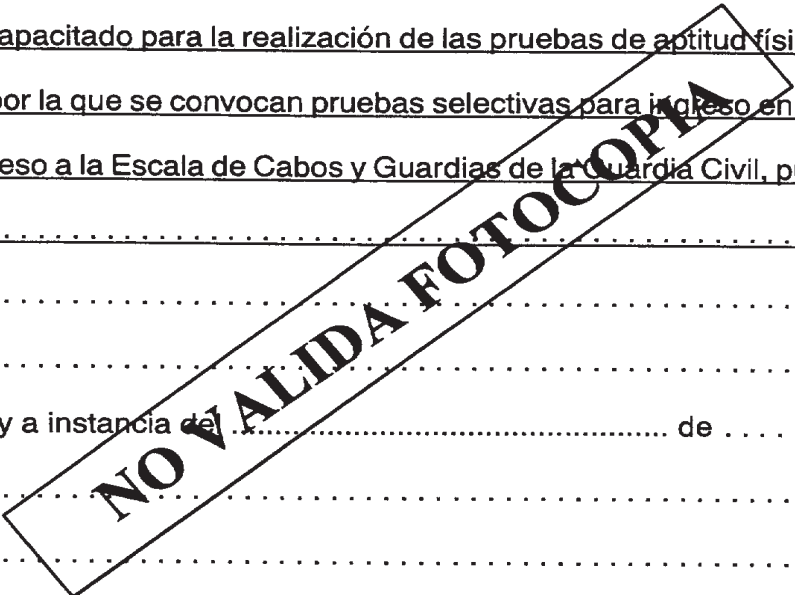 apacitado para la realización de las pruebas de aptitud físi
por la que se convocan pruebas selectivas para ingreso en
eso a la Escala de Cabos y Guardias de la Guardia Civil, p
y a instancia del ........................................................ de ....
NO VALIDA FOTOCOPIA